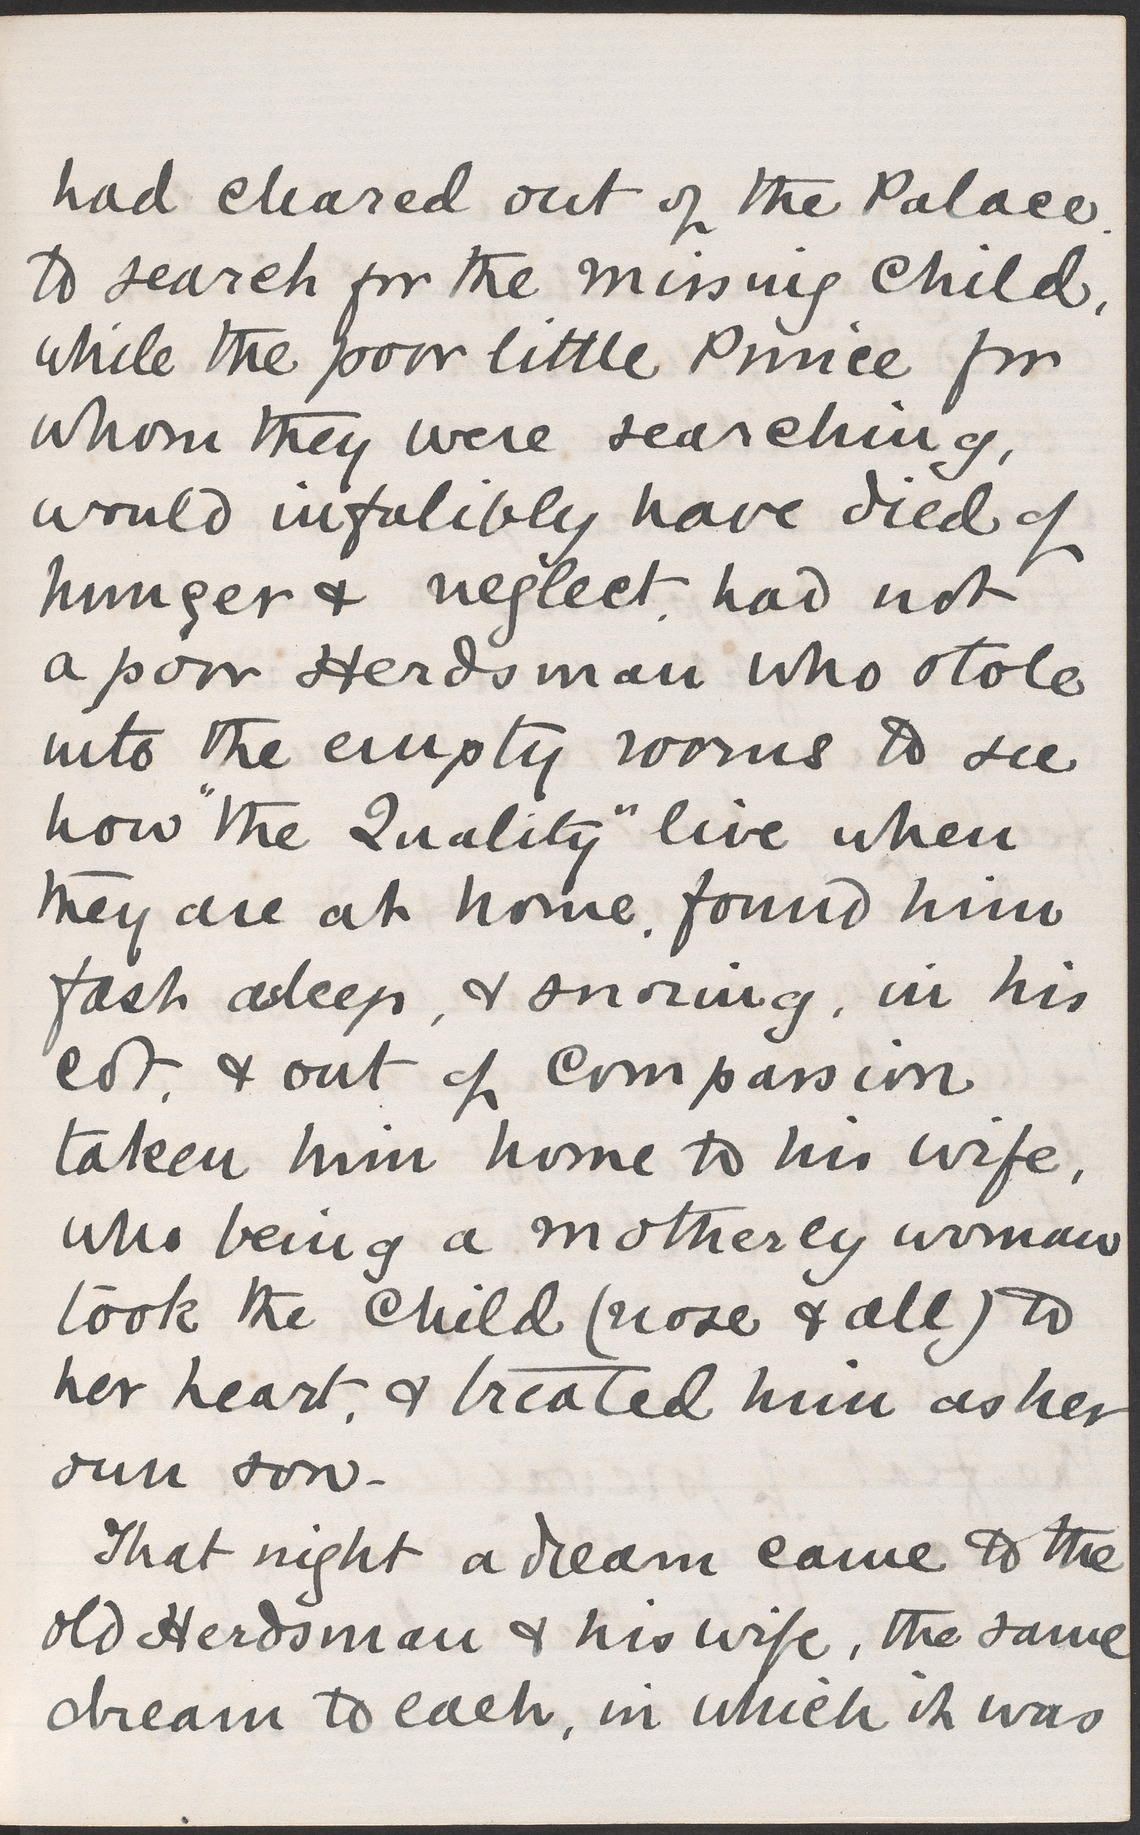 had cleared out of the Palace.
to search for the missing Child,
while the poor little Prince for
whom they were searching,
would infalibly have died of
hunger & neglect, had not
a poor Herdsman who stole
into the empty rooms to see
how "the Quality" live when
they are at home, found him
fast asleep, & snoring, in his
cot, & out of Compassion
taken him home to his wife,
who being a motherly woman
took the Child (nose & all) to
her heart, & treated him as her
own son-
That night a dream came to the
old Herdsman & his wife, the same
dream to each, in which it was